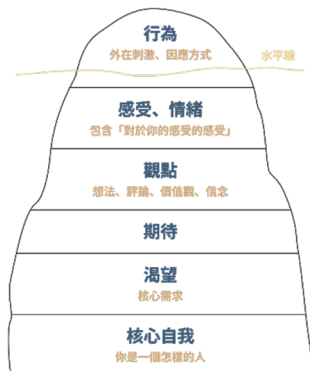 行為
外在刺激、因應方式
水平線
感受、情緒
包含「對於你的感受的感受」
觀點
想法、評論、價值觀、信念
期待
渴望
核心需求
核心自我
你是一個怎樣的人